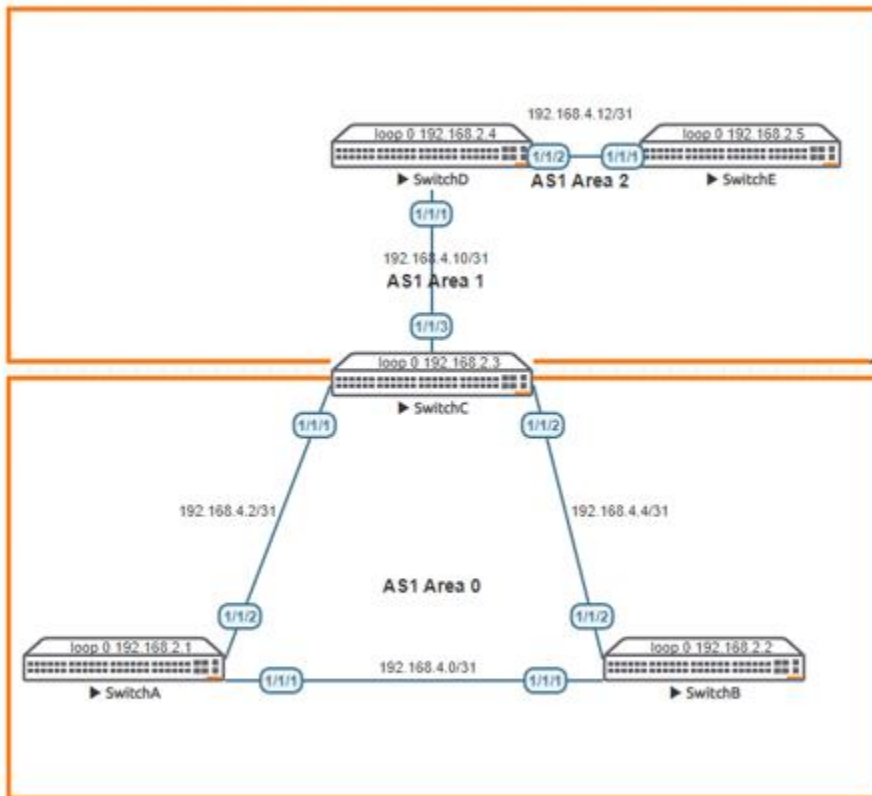 192.168.4.12/31
loop 0 192.168.2.4
loop 0 192.168.2.5
1/1/2
1/1/1
▶ SwitchD
AS1 Area 2
▶ SwitchE
1/1/1
192.168.4.10/31
AS1 Area 1
1/1/3
loop 0 192.168.2.3
▶ SwitchC
1/1/1
1/1/2
192.168.4.2/31
192.168.4.4/31
AS1 Area 0
1/1/2
1/1/2
loop 0 192.168.2.1
192.168.4.0/31
loop 0 192.168.2.2
1/1/1
1/1/1
▶ SwitchA
▶ SwitchB